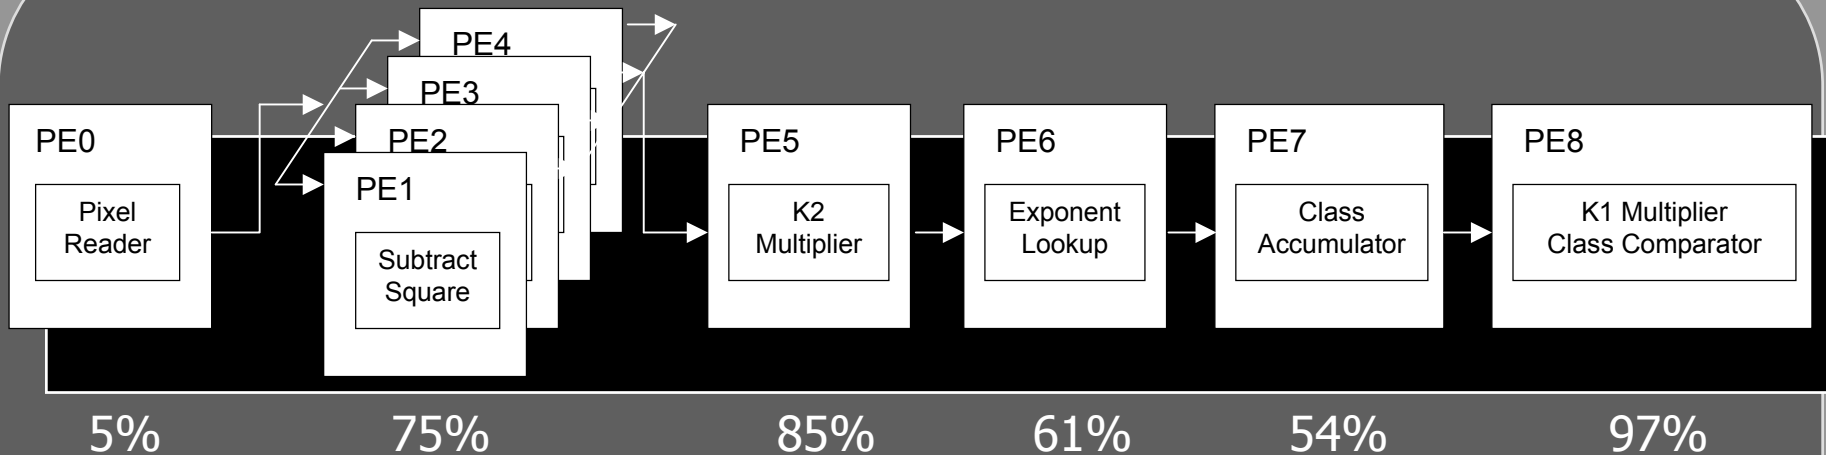 PE0
Pixel
Reader
PE4
PE3
PE2
PE1
Subtract
Square
PE5
K2
Multiplier
PE6
Exponent
Lookup
PE7
Class
Accumulator
PE8
K1 Multiplier
Class Comparator
5%
75%
85%
61%
54%
97%